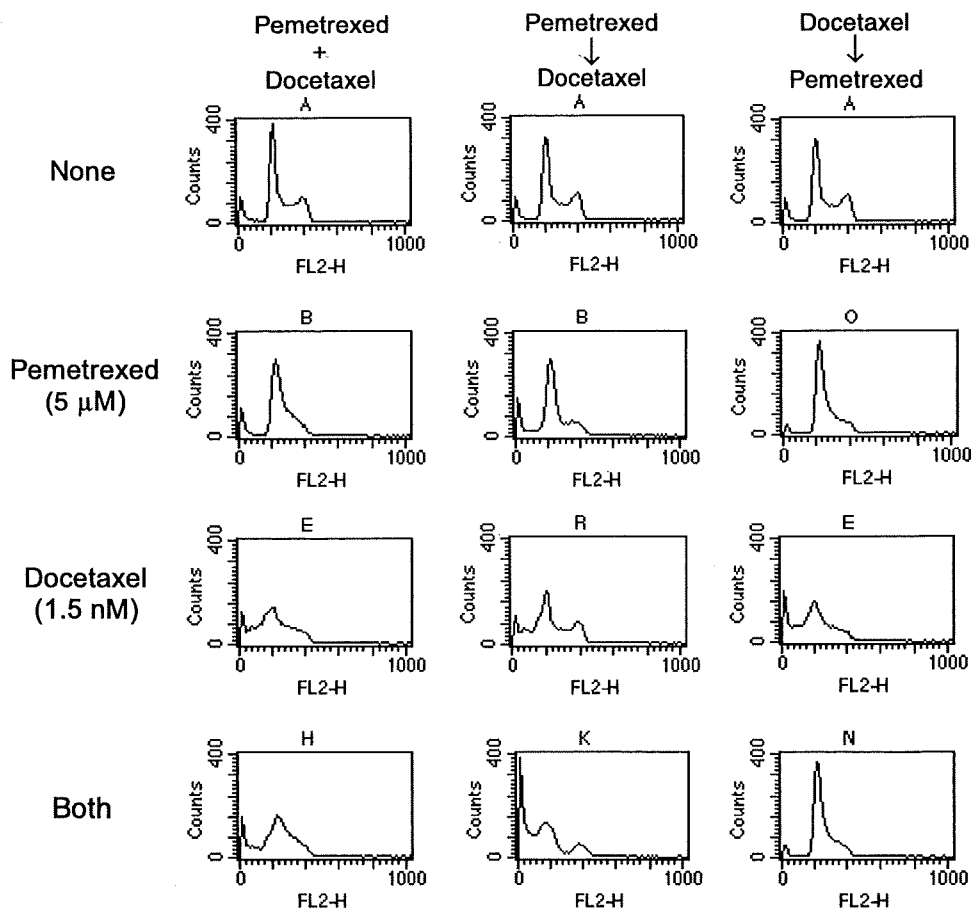 Pemetrexed
+
Docetaxel
Pemetrexed
↓
Docetaxel
Docetaxel
↓
Pemetrexed
None
A
400
Counts
0
0
1000
FL2-H
A
400
Counts
0
0
1000
FL2-H
A
400
Counts
0
0
1000
FL2-H
Pemetrexed
(5 μM)
B
400
Counts
0
0
1000
FL2-H
B
400
Counts
0
0
1000
FL2-H
O
400
Counts
0
0
1000
FL2-H
Docetaxel
(1.5 nM)
E
400
Counts
0
0
1000
FL2-H
R
400
Counts
0
0
1000
FL2-H
E
400
Counts
0
0
1000
FL2-H
Both
H
400
Counts
0
0
1000
FL2-H
K
400
Counts
0
0
1000
FL2-H
N
400
Counts
0
0
1000
FL2-H